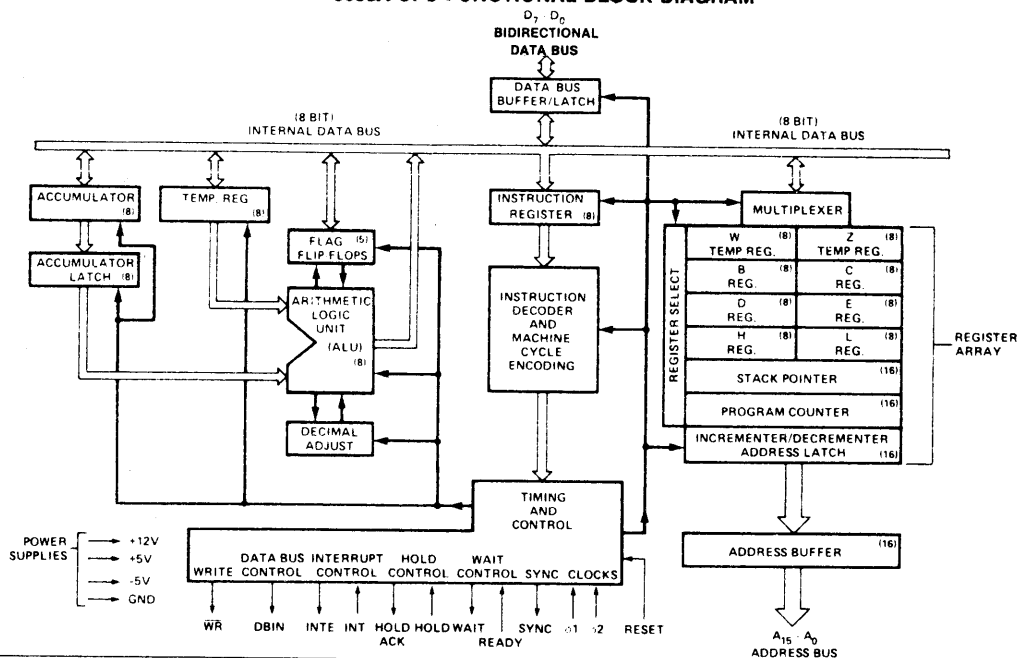 D7 - D0
BIDIRECTIONAL
DATA BUS
DATA BUS
BUFFER/LATCH
(8 BIT)
INTERNAL DATA BUS
(8 BIT)
INTERNAL DATA BUS
ACCUMULATOR
(8)
TEMP. REG
(8)
INSTRUCTION
REGISTER (8)
MULTIPLEXER
ACCUMULATOR
LATCH (8)
FLAG (5)
FLIP FLOPS
ARITHMETIC
LOGIC
UNIT
(ALU)
(8)
DECIMAL
ADJUST
INSTRUCTION
DECODER
AND
MACHINE
CYCLE
ENCODING
REGISTER SELECT
W (8)
TEMP REG.
Z (8)
TEMP REG.
B (8)
REG.
C (8)
REG.
D (8)
REG.
E (8)
REG.
H (8)
REG.
L (8)
REG.
STACK POINTER (16)
PROGRAM COUNTER (16)
INCREMENTER/DECREMENTER
ADDRESS LATCH (16)
REGISTER
ARRAY
TIMING
AND
CONTROL
WRITE
DATA BUS
CONTROL
INTERRUPT
CONTROL
HOLD
CONTROL
WAIT
CONTROL
SYNC
CLOCKS
POWER
SUPPLIES
+12V
+5V
-5V
GND
WR
DBIN
INTE
INT
HOLD
ACK
HOLD
WAIT
READY
SYNC
ϕ1
ϕ2
RESET
ADDRESS BUFFER (16)
A15 - A0
ADDRESS BUS